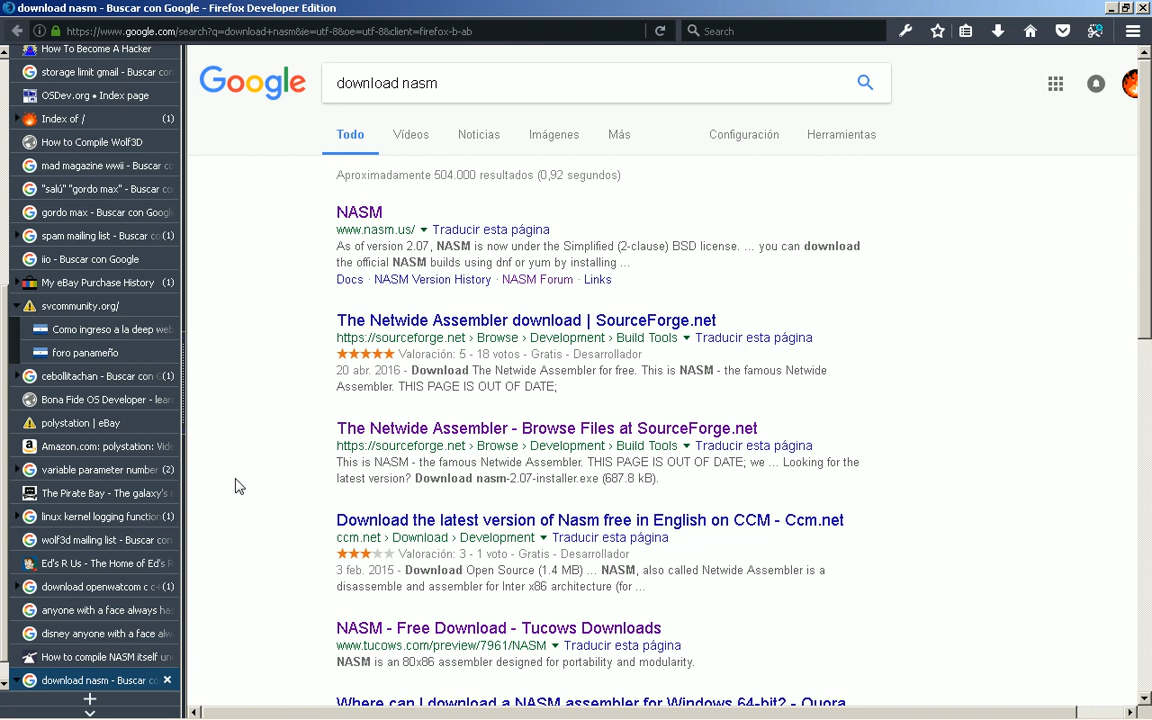 download nasm - Buscar con Google - Firefox Developer Edition
https://www.google.com/search?q=download+nasm&ie=utf-8&oe=utf-8&client=firefox-b-ab
Search
How To Become A Hacker
storage limit gmail - Buscar con
OSDev.org • Index page
Index of / (1)
How to Compile Wolf3D
mad magazine wwii - Buscar co
"salú" "gordo max" - Buscar co
gordo max - Buscar con Googl
spam mailing list - Buscar co (1)
iio - Buscar con Google
My eBay Purchase History (1)
svcommunity.org/
Como ingreso a la deep web
foro panameño
cebollitachan - Buscar con G (1)
Bona Fide OS Developer - lear
polystation | eBay
Amazon.com: polystation: Vid
variable parameter number (2)
The Pirate Bay - The galaxy's
linux kernel logging function (1)
wolf3d mailing list - Buscar con
Ed's R Us - The Home of Ed's R
download openwatcom c c+ (1)
anyone with a face always ha
disney anyone with a face alw
How to compile NASM itself un
download nasm - Buscar co
Google
download nasm
Todo Vídeos Noticias Imágenes Más Configuración Herramientas
Aproximadamente 504.000 resultados (0,92 segundos)
NASM
www.nasm.us/ Traducir esta página
As of version 2.07, NASM is now under the Simplified (2-clause) BSD license. ... you can download
the official NASM builds using dnf or yum by installing ...
Docs · NASM Version History · NASM Forum · Links
The Netwide Assembler download | SourceForge.net
https://sourceforge.net › Browse › Development › Build Tools Traducir esta página
Valoración: 5 - 18 votos - Gratis - Desarrollador
20 abr. 2016 - Download The Netwide Assembler for free. This is NASM - the famous Netwide
Assembler. THIS PAGE IS OUT OF DATE;
The Netwide Assembler - Browse Files at SourceForge.net
https://sourceforge.net › Browse › Development › Build Tools Traducir esta página
This is NASM - the famous Netwide Assembler. THIS PAGE IS OUT OF DATE; we ... Looking for the
latest version? Download nasm-2.07-installer.exe (687.8 kB).
Download the latest version of Nasm free in English on CCM - Ccm.net
ccm.net › Download › Development Traducir esta página
Valoración: 3 - 1 voto - Gratis - Desarrollador
3 feb. 2015 - Download Open Source (1.4 MB) ... NASM, also called Netwide Assembler is a
disassemble and assembler for Inter x86 architecture (for ...
NASM - Free Download - Tucows Downloads
www.tucows.com/preview/7961/NASM Traducir esta página
NASM is an 80x86 assembler designed for portability and modularity.
Where can I download a NASM assembler for Windows 64-bit? - Quora